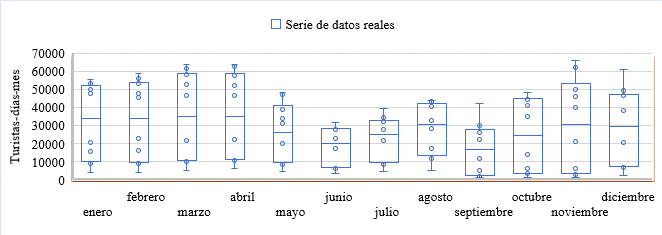 Serie de datos reales
Turistas-días-mes
70000
60000
50000
40000
30000
20000
10000
0
enero
febrero
marzo
abril
mayo
junio
julio
agosto
septiembre
octubre
noviembre
diciembre